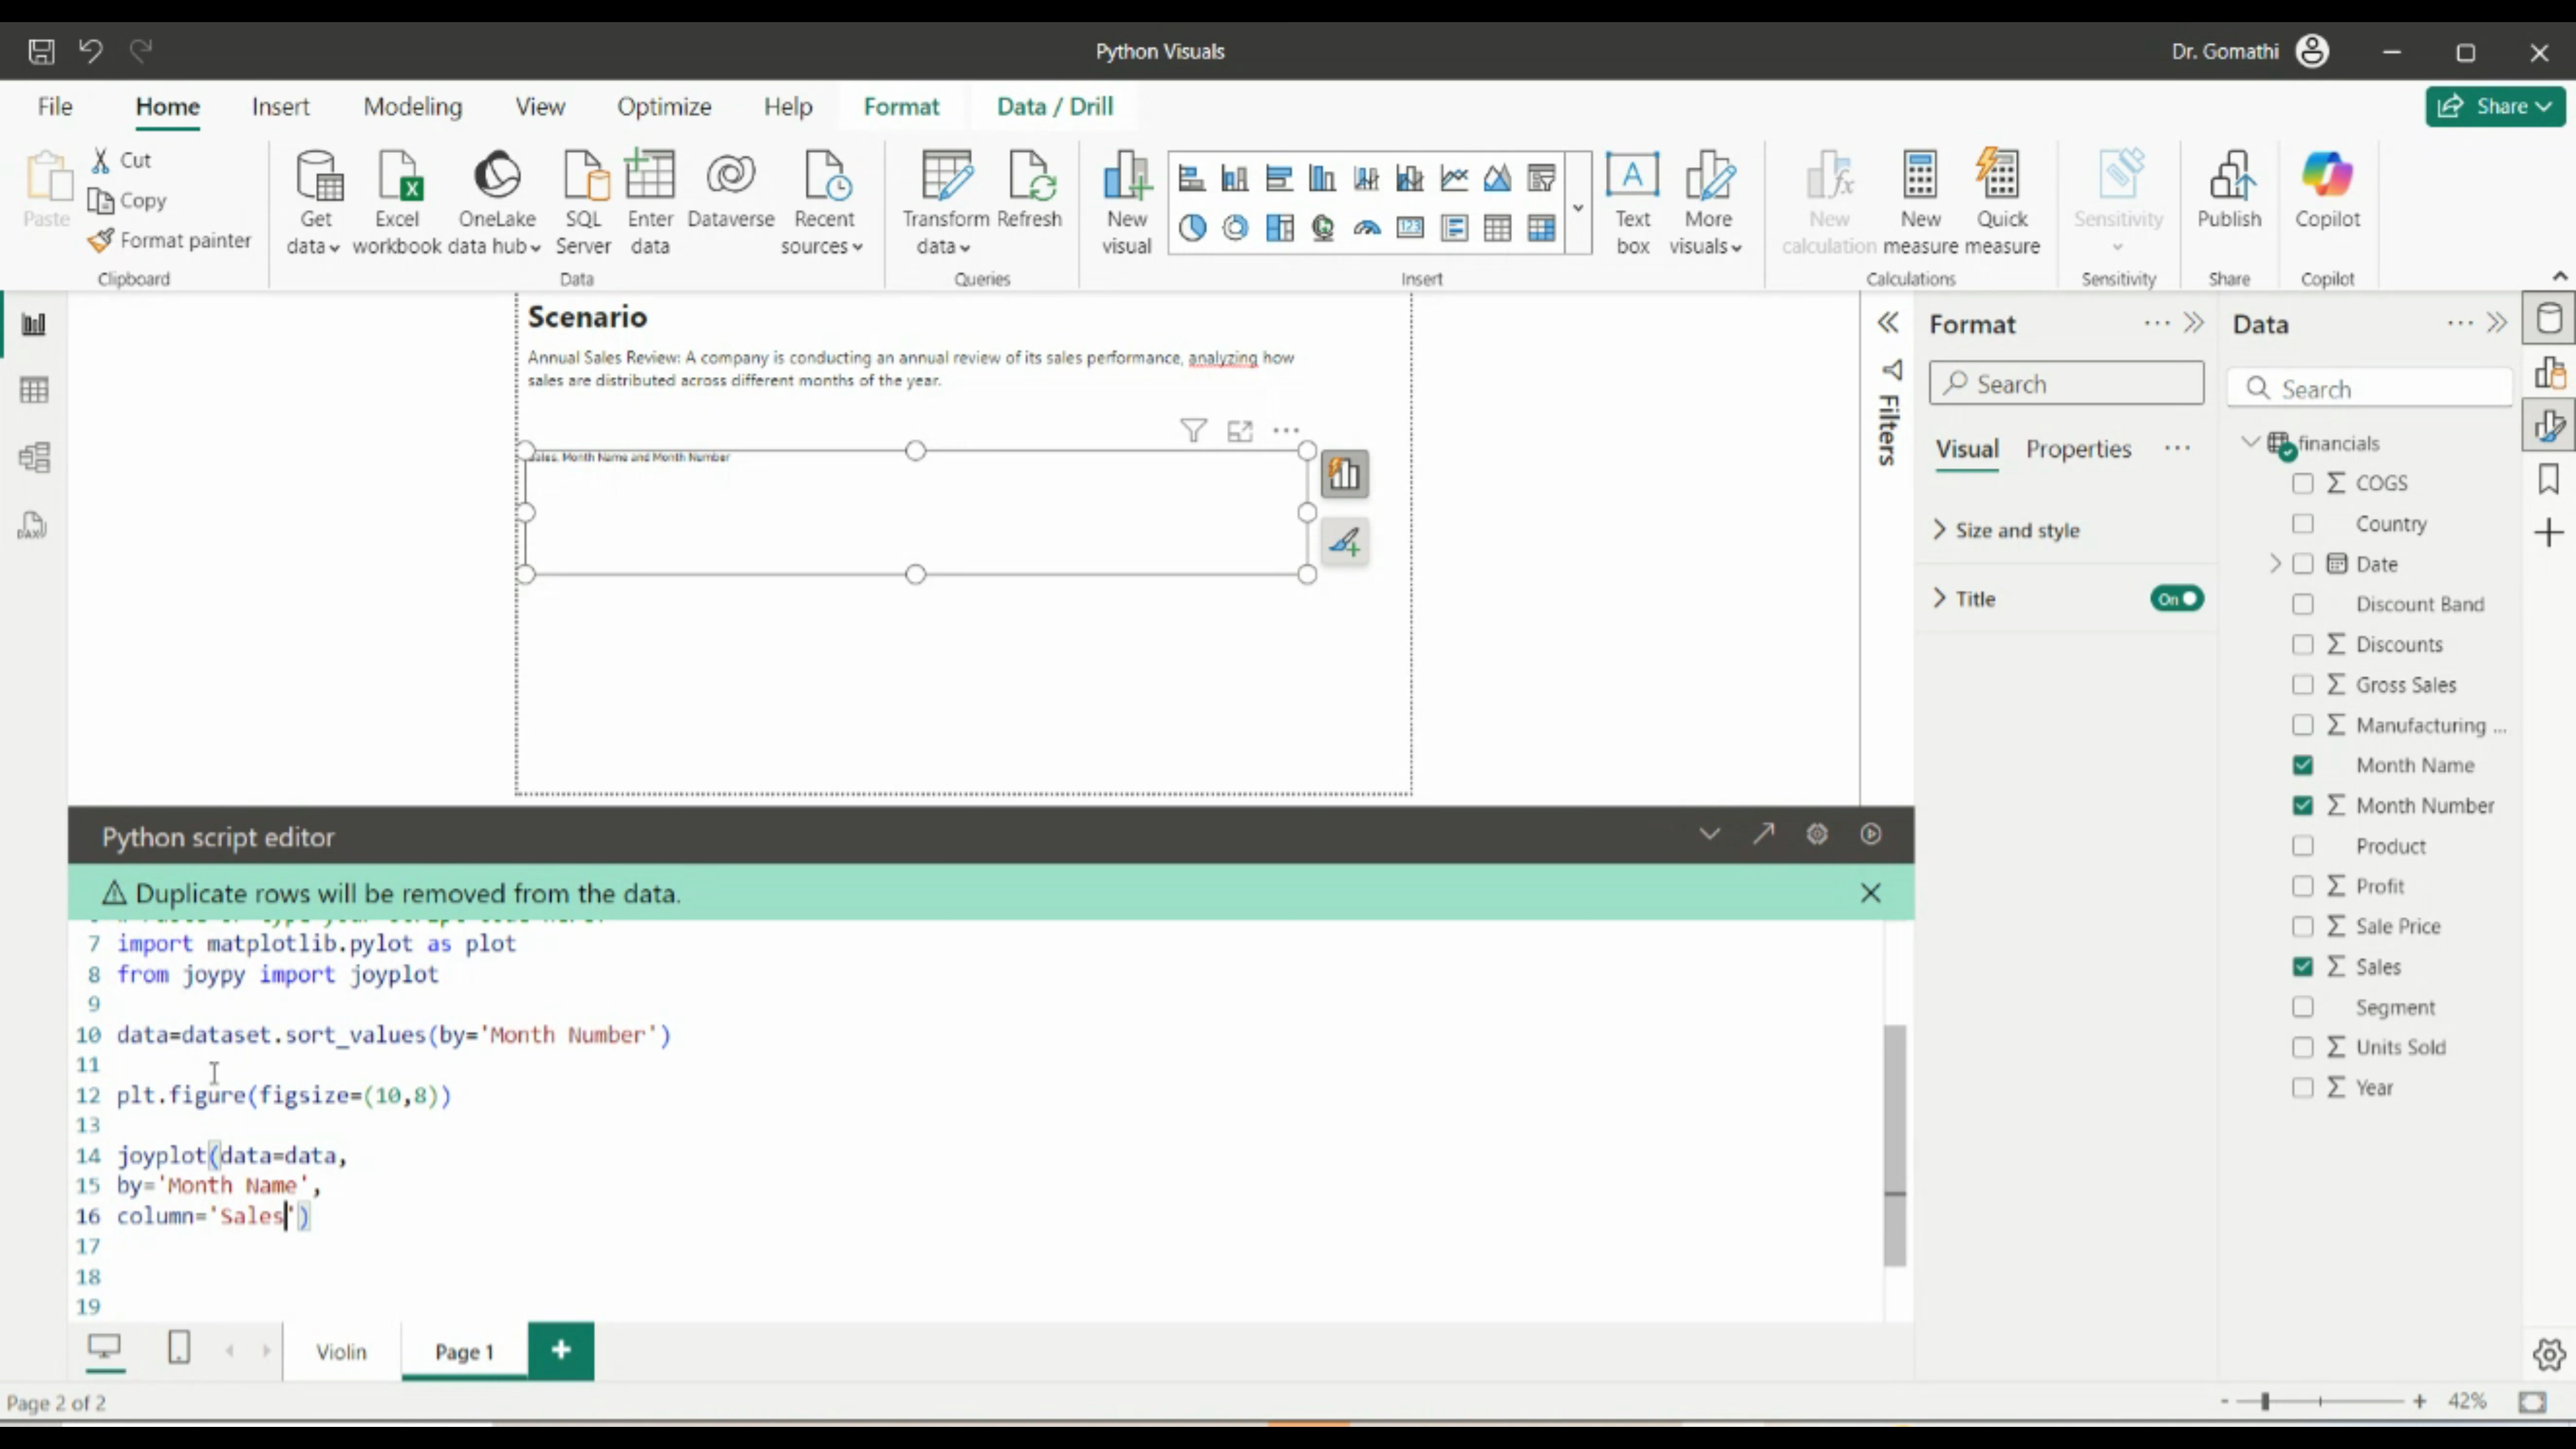 Python Visuals
Dr. Gomathi
File
Home
Insert
Modeling
View
Optimize
Help
Format
Data / Drill
Share
Paste
Cut
Copy
Format painter
Clipboard
Get data
Excel workbook
OneLake data hub
SQL Server
Enter data
Dataverse
Recent sources
Data
Transform data
Refresh
Queries
New visual
123
Insert
A
Text box
More visuals
New calculation
New measure
Quick measure
Calculations
Sensitivity
Sensitivity
Publish
Share
Copilot
Copilot
DAX
Scenario
Annual Sales Review: A company is conducting an annual review of its sales performance, analyzing how
sales are distributed across different months of the year.
Sales, Month Name and Month Number
Filters
Format
Search
Visual
Properties
Size and style
Title
On
Data
Search
financials
COGS
Country
Date
Discount Band
Discounts
Gross Sales
Manufacturing ...
Month Name
Month Number
Product
Profit
Sale Price
Sales
Segment
Units Sold
Year
Python script editor
Duplicate rows will be removed from the data.
7 import matplotlib.pylot as plot
8 from joypy import joyplot
9
10 data=dataset.sort_values(by='Month Number')
11
12 plt.figure(figsize=(10,8))
13
14 joyplot(data=data,
15 by='Month Name',
16 column='Sales')
17
18
19
Violin
Page 1
+
Page 2 of 2
- + 42%